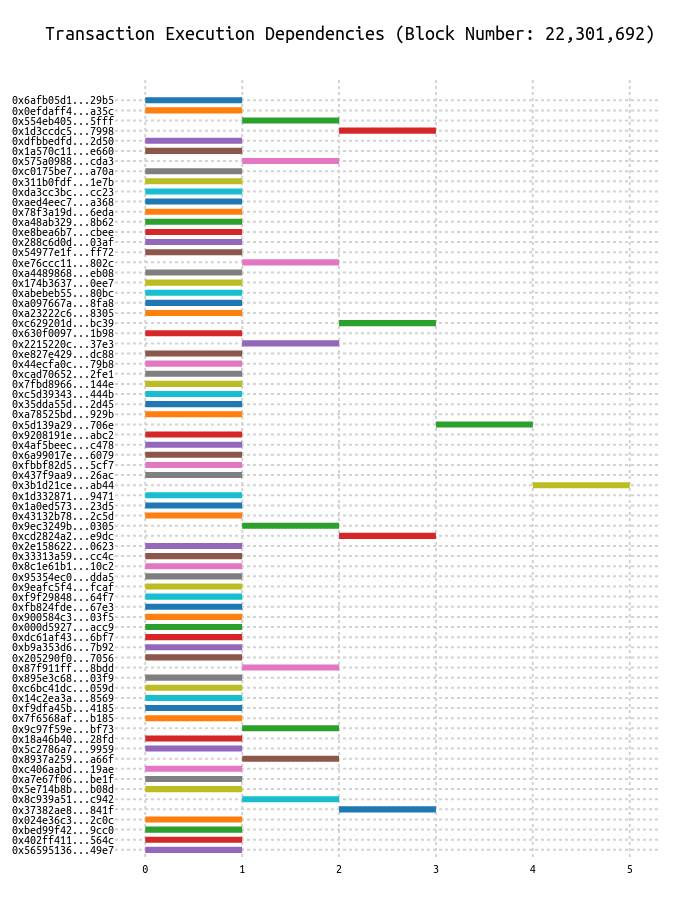 Transaction Execution Dependencies (Block Number: 22,301,692)
0x6afb05d1...29b5
0x0efdaff4...a35c
0x554eb405...5fff
0x1d3ccdc5...7998
0xdfbbedfd...2d50
0x1a570c11...e660
0x575a0988...cda3
0xc0175be7...a70a
0x311b0fdf...1e7b
0xda3cc3bc...cc23
0xaed4eec7...a368
0x78f3a19d...6eda
0xa48ab329...8b62
0xe8bea6b7...cbee
0x288c6d0d...03af
0x54977e1f...ff72
0xe76ccc11...802c
0xa4489868...eb08
0x174b3637...0ee7
0xabebeb55...80bc
0xa097667a...8fa8
0xa23222c6...8305
0xc629201d...bc39
0x630f0097...1b98
0x2215220c...37e3
0xe827e429...dc88
0x44ecfa0c...79b8
0xcad70652...2fe1
0x7fbd8966...144e
0xc5d39343...444b
0x35dda55d...2d45
0xa78525bd...929b
0x5d139a29...706e
0x9208191e...abc2
0x4af5beec...c478
0x6a99017e...6079
0xfbbf82d5...5cf7
0x437f9aa9...26ac
0x3b1d21ce...ab44
0x1d332871...9471
0x1a0ed573...23d5
0x43132b78...2c5d
0x9ec3249b...0305
0xcd2824a2...e9dc
0x2e158622...0623
0x33313a59...cc4c
0x8c1e61b1...10c2
0x95354ec0...dda5
0x9eafc5f4...fcaf
0xf9f29848...64f7
0xfb824fde...67e3
0x900584c3...03f5
0x000d5927...acc9
0xdc61af43...6bf7
0xb9a353d6...7b92
0x205290f0...7056
0x87f911ff...8bdd
0x895e3c68...03f9
0xc6bc41dc...059d
0x14c2ea3a...8569
0xf9dfa45b...4185
0x7f6568af...b185
0x9c97f59e...bf73
0x18a46b40...28fd
0x5c2786a7...9959
0x8937a259...a66f
0xc406aabd...19ae
0xa7e67f06...be1f
0x5e714b8b...b08d
0x8c939a51...c942
0x37382ae8...841f
0x024e36c3...2c0c
0xbed99f42...9cc0
0x402ff411...564c
0x56595136...49e7
0 1 2 3 4 5